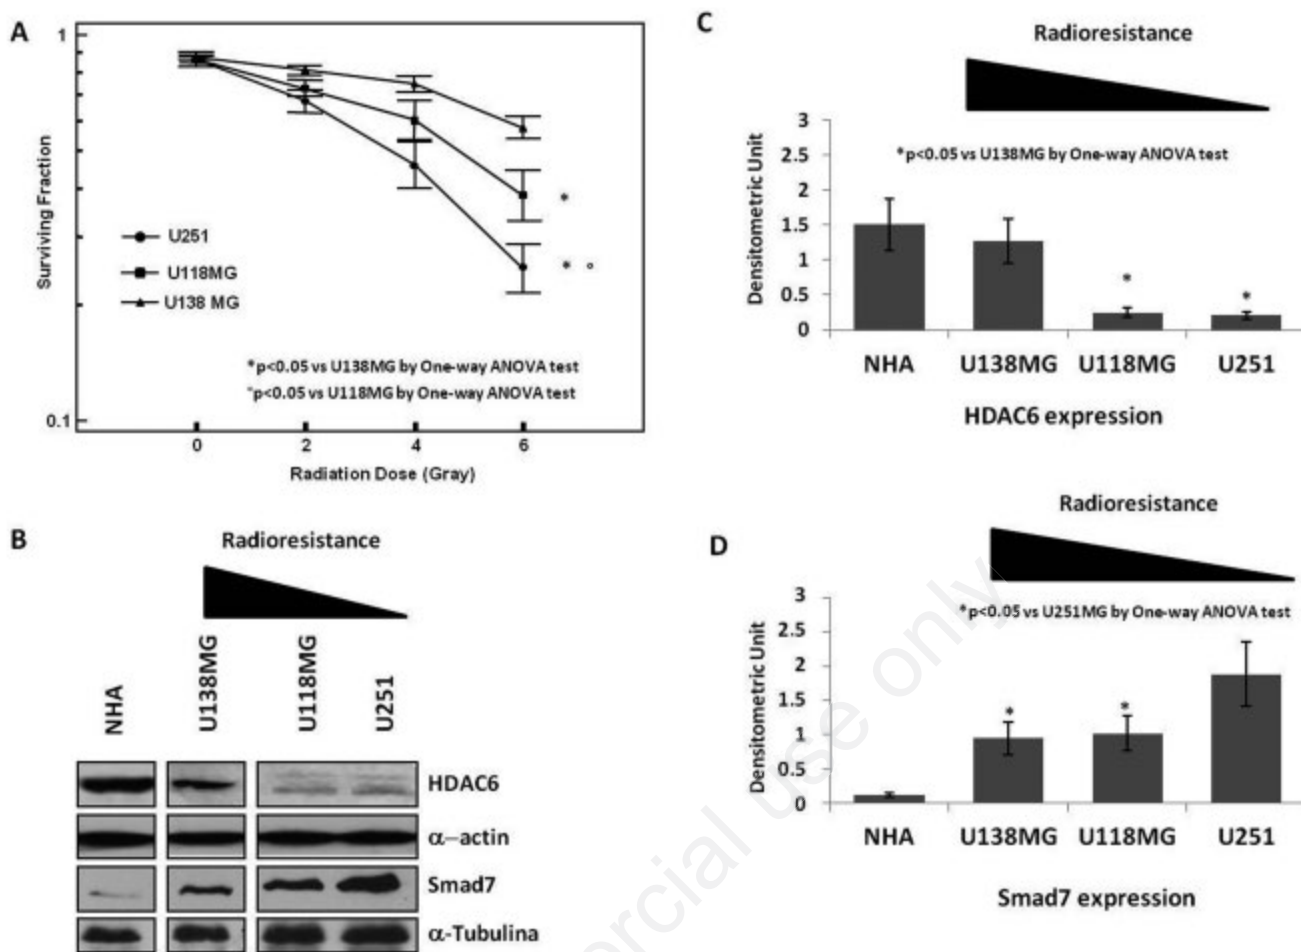 A
1
Surviving Fraction
U251
U118MG
U138 MG
*
* °
*p<0.05 vs U138MG by One-way ANOVA test
°p<0.05 vs U118MG by One-way ANOVA test
0.1
0 2 4 6
Radiation Dose (Gray)
B
Radioresistance
NHA U138MG U118MG U251
HDAC6
α–actin
Smad7
α-Tubulina
C
Radioresistance
*p<0.05 vs U138MG by One-way ANOVA test
Densitometric Unit
3
2.5
2
1.5
1
0.5
0
* *
NHA U138MG U118MG U251
HDAC6 expression
D
Radioresistance
*p<0.05 vs U251MG by One-way ANOVA test
Densitometric Unit
3
2.5
2
1.5
1
0.5
0
* *
NHA U138MG U118MG U251
Smad7 expression
ercial use only